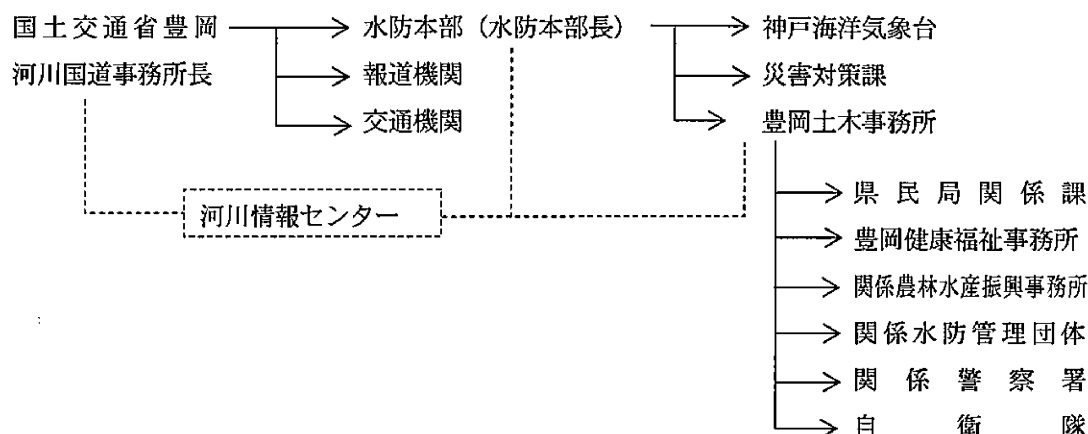 国土交通省豊岡
河川国道事務所長
水防本部（水防本部長）
報道機関
交通機関
神戸海洋気象台
災害対策課
豊岡土木事務所
河川情報センター
県民局関係課
豊岡健康福祉事務所
関係農林水産振興事務所
関係水防管理団体
関係警察署
自衛隊